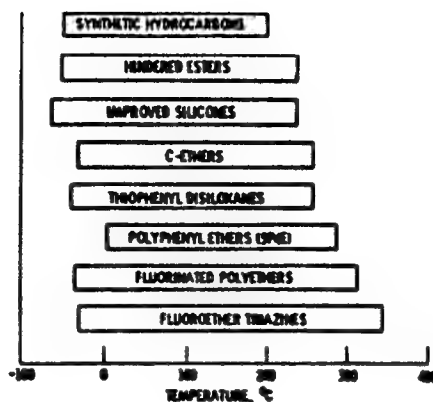 SYNTHETIC HYDROCARBONS
HINDERED ESTERS
IMPROVED SILICONES
C-ETHERS
THIOPHENYL DISILOXANES
POLYPHENYL ETHERS (5P4E)
FLUORINATED POLYETHERS
FLUOROETHER TRIAZINES
-100 0 100 200 300 400
TEMPERATURE, °C